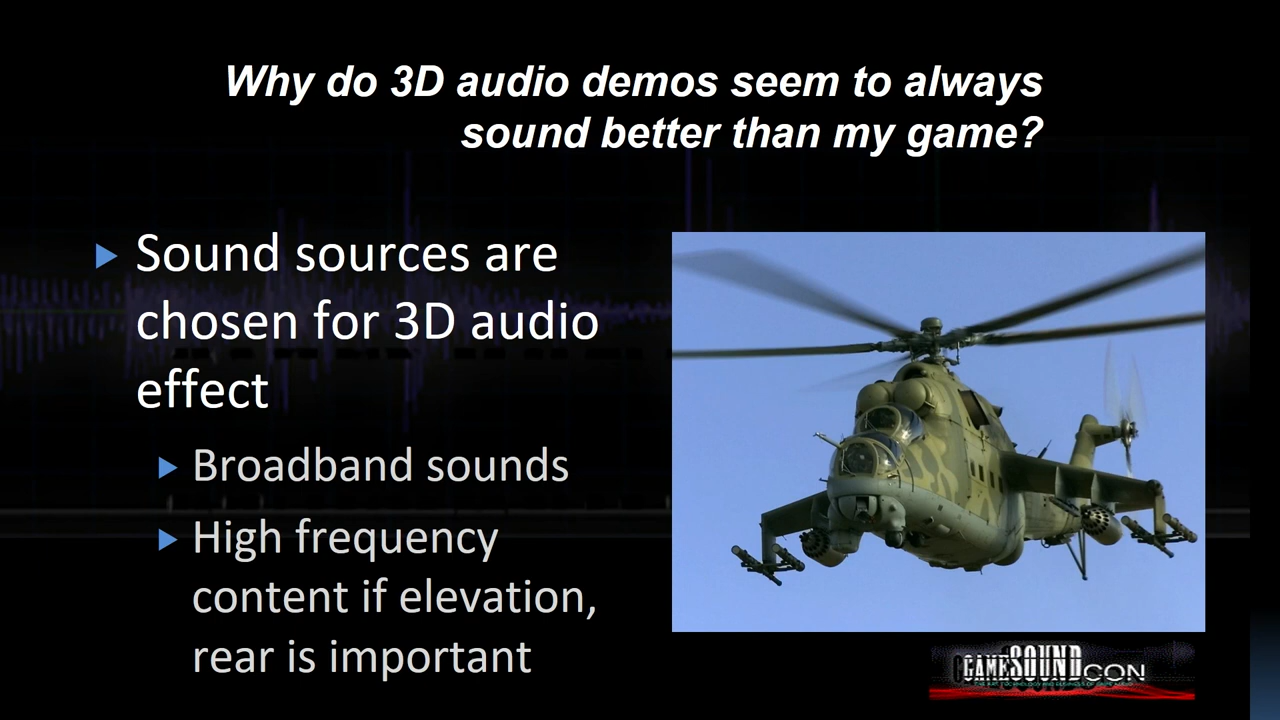 Why do 3D audio demos seem to always
sound better than my game?
Sound sources are
chosen for 3D audio
effect
Broadband sounds
High frequency
content if elevation,
rear is important
GAMESOUNDCON